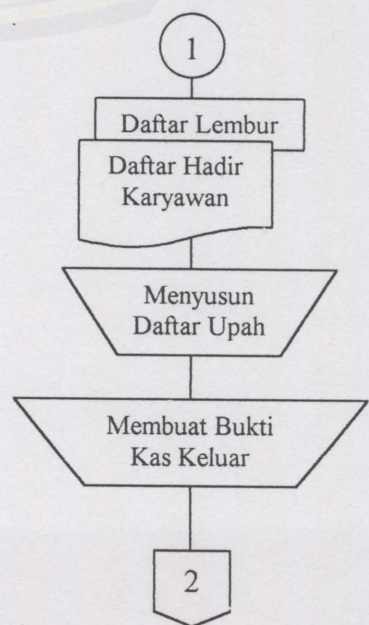 1
Daftar Lembur
Daftar Hadir
Karyawan
Menyusun
Daftar Upah
Membuat Bukti
Kas Keluar
2